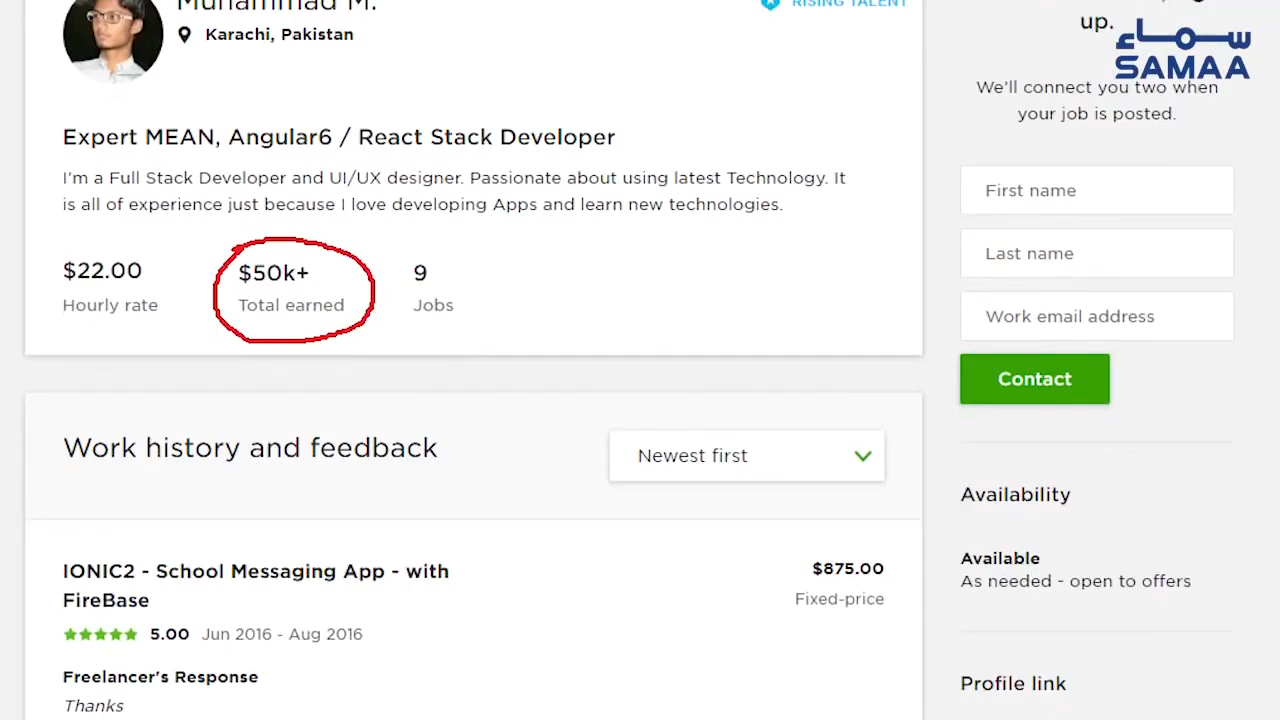 Muhammad M.
RISING TALENT
Karachi, Pakistan
Expert MEAN, Angular6 / React Stack Developer
I'm a Full Stack Developer and UI/UX designer. Passionate about using latest Technology. It
is all of experience just because I love developing Apps and learn new technologies.
$22.00
Hourly rate
$50k+
Total earned
9
Jobs
Work history and feedback
Newest first
IONIC2 - School Messaging App - with
FireBase
$875.00
Fixed-price
5.00 Jun 2016 - Aug 2016
Freelancer's Response
Thanks
up.
سماء
SAMAA
We'll connect you two when
your job is posted.
First name
Last name
Work email address
Contact
Availability
Available
As needed - open to offers
Profile link